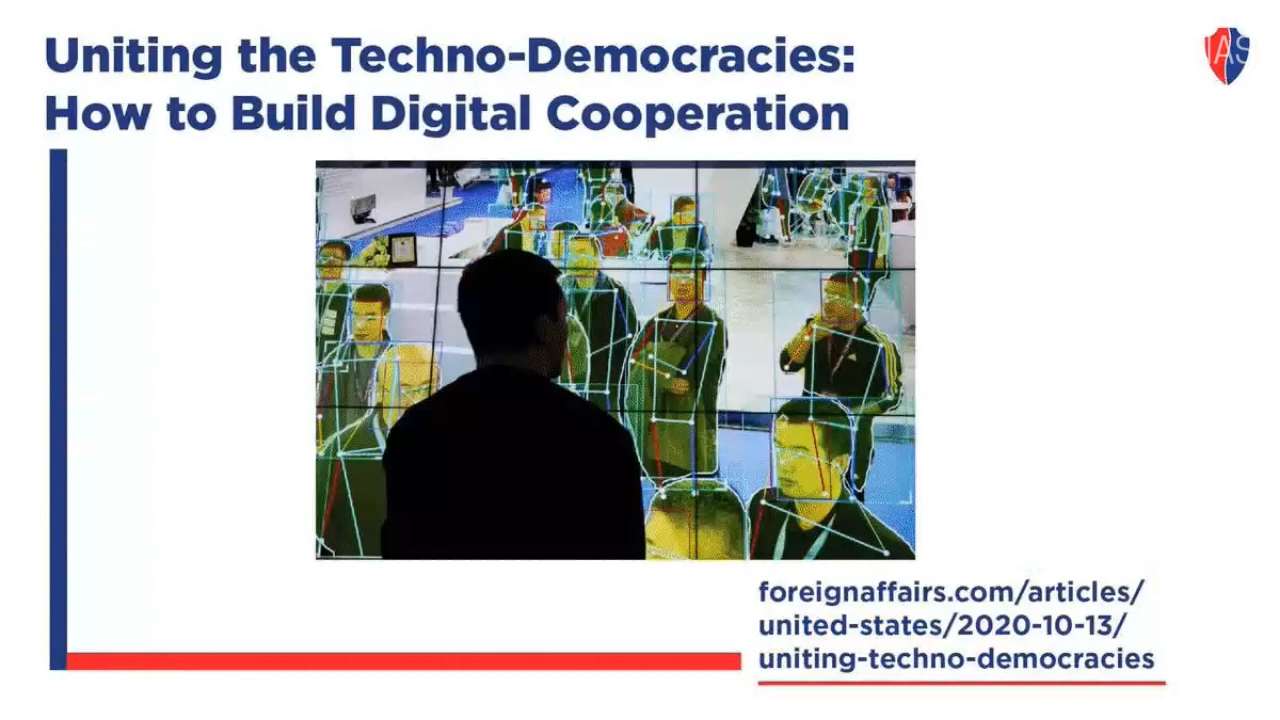 Uniting the Techno-Democracies:
How to Build Digital Cooperation
IAS
foreignaffairs.com/articles/
united-states/2020-10-13/
uniting-techno-democracies